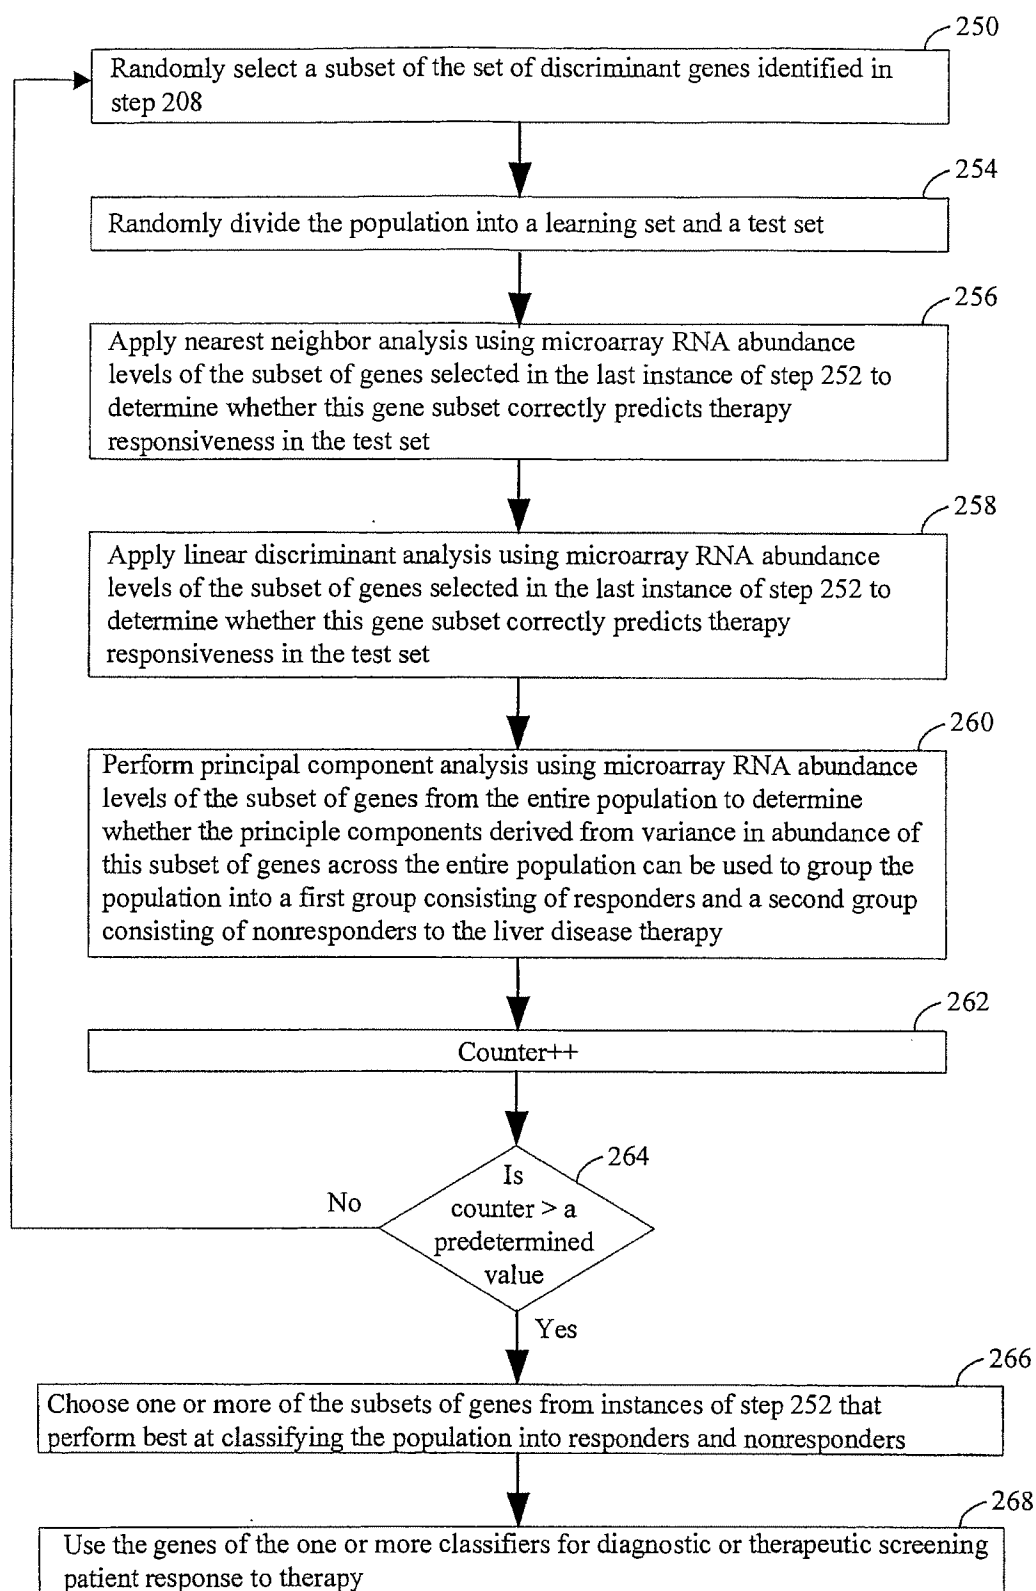 250
Randomly select a subset of the set of discriminant genes identified in
step 208
254
Randomly divide the population into a learning set and a test set
256
Apply nearest neighbor analysis using microarray RNA abundance
levels of the subset of genes selected in the last instance of step 252 to
determine whether this gene subset correctly predicts therapy
responsiveness in the test set
258
Apply linear discriminant analysis using microarray RNA abundance
levels of the subset of genes selected in the last instance of step 252 to
determine whether this gene subset correctly predicts therapy
responsiveness in the test set
260
Perform principal component analysis using microarray RNA abundance
levels of the subset of genes from the entire population to determine
whether the principle components derived from variance in abundance of
this subset of genes across the entire population can be used to group the
population into a first group consisting of responders and a second group
consisting of nonresponders to the liver disease therapy
262
Counter++
264
Is
counter > a
predetermined
value
No
Yes
266
Choose one or more of the subsets of genes from instances of step 252 that
perform best at classifying the population into responders and nonresponders
268
Use the genes of the one or more classifiers for diagnostic or therapeutic screening
patient response to therapy